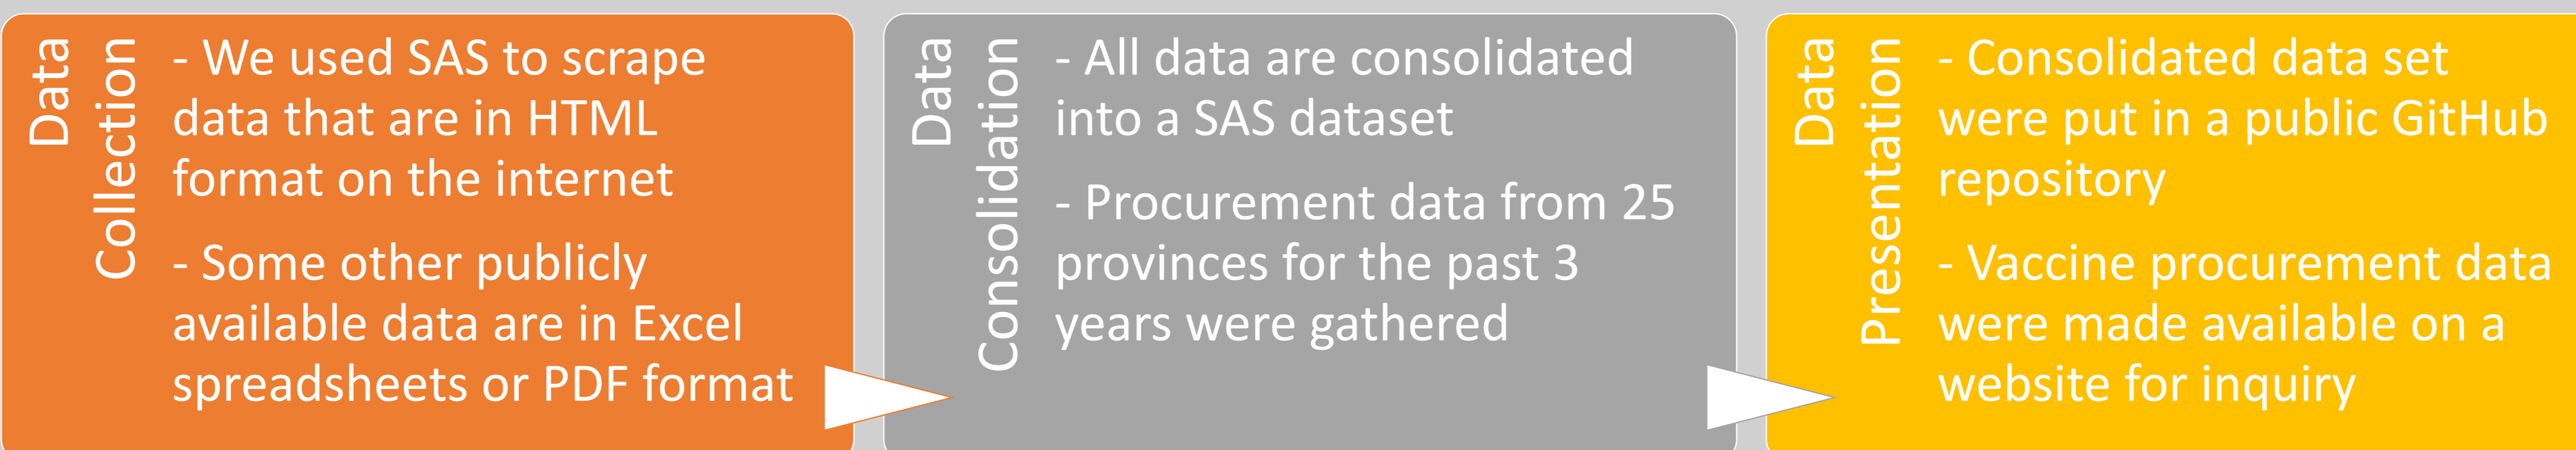 Data
Collection
- We used SAS to scrape
data that are in HTML
format on the internet
- Some other publicly
available data are in Excel
spreadsheets or PDF format
Data
Consolidation
- All data are consolidated
into a SAS dataset
- Procurement data from 25
provinces for the past 3
years were gathered
Data
Presentation
- Consolidated data set
were put in a public GitHub
repository
- Vaccine procurement data
were made available on a
website for inquiry